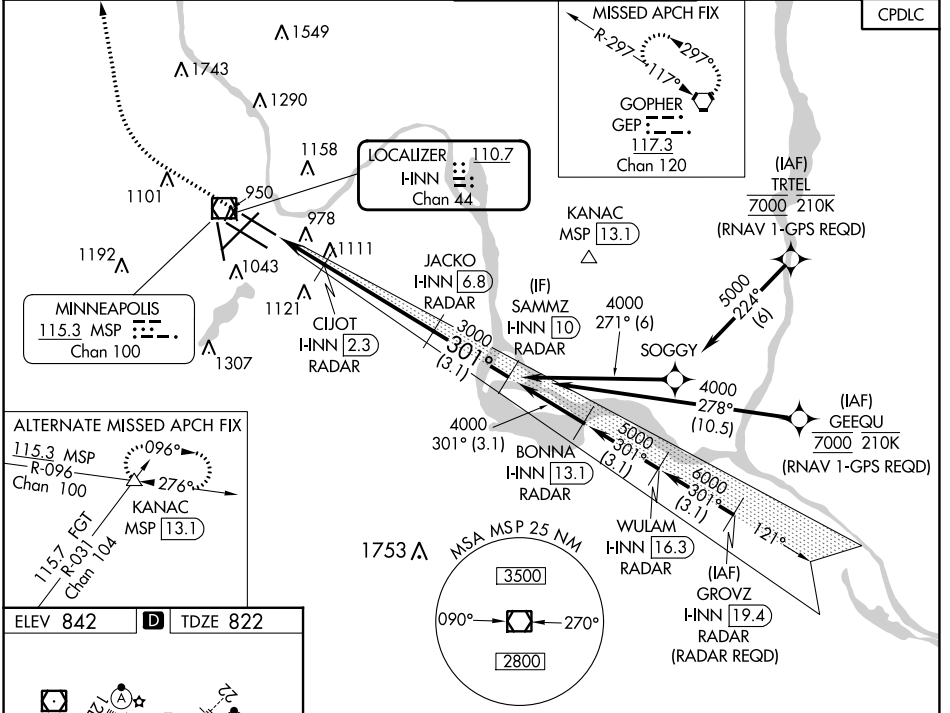 CPDLC
MISSED APCH FIX
R-297
117°
297°
GOPHER
GEP
117.3
Chan 120
1549
1743
1290
1158
1101
950
978
1111
1192
1043
1121
1307
LOCALIZER 110.7
I-INN
Chan 44
MINNEAPOLIS
115.3 MSP
Chan 100
KANAC
MSP 13.1
(IAF)
TRTEL
7000 210K
(RNAV 1-GPS REQD)
5000
224°
(6)
JACKO
I-INN 6.8
RADAR
(IF)
SAMMZ
I-INN 10
RADAR
4000
271° (6)
SOGGY
CIJOT
I-INN 2.3
RADAR
3000
301°
(3.1)
4000
278°
(10.5)
(IAF)
GEEQU
7000 210K
(RNAV 1-GPS REQD)
4000
301° (3.1)
BONNA
I-INN 13.1
RADAR
5000
301°
(3.1)
6000
301°
(3.1)
WULAM
I-INN 16.3
RADAR
121°
(IAF)
GROVZ
I-INN 19.4
RADAR
(RADAR REQD)
ALTERNATE MISSED APCH FIX
115.3 MSP
R-096
Chan 100
096°
276°
KANAC
MSP 13.1
115.7 FGT
R-031
Chan 104
1753
MSA MSP 25 NM
3500
090°
270°
2800
ELEV 842
D
TDZE 822
A
22